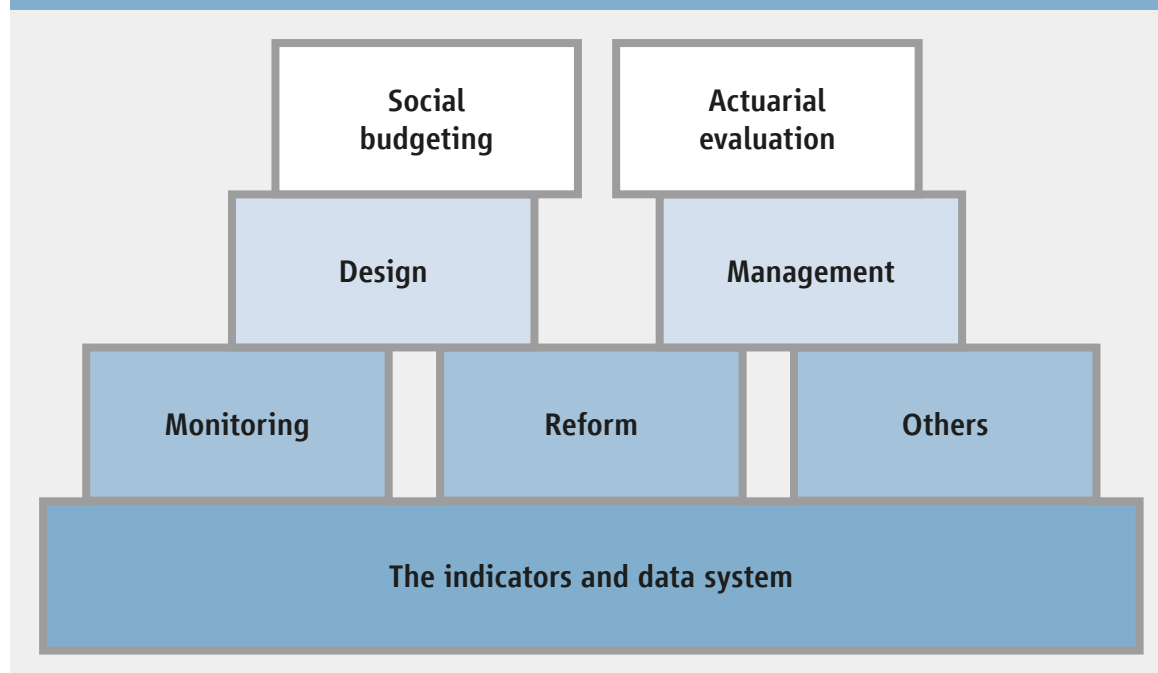 Social
budgeting
Actuarial
evaluation
Design
Management
Monitoring
Reform
Others
The indicators and data system